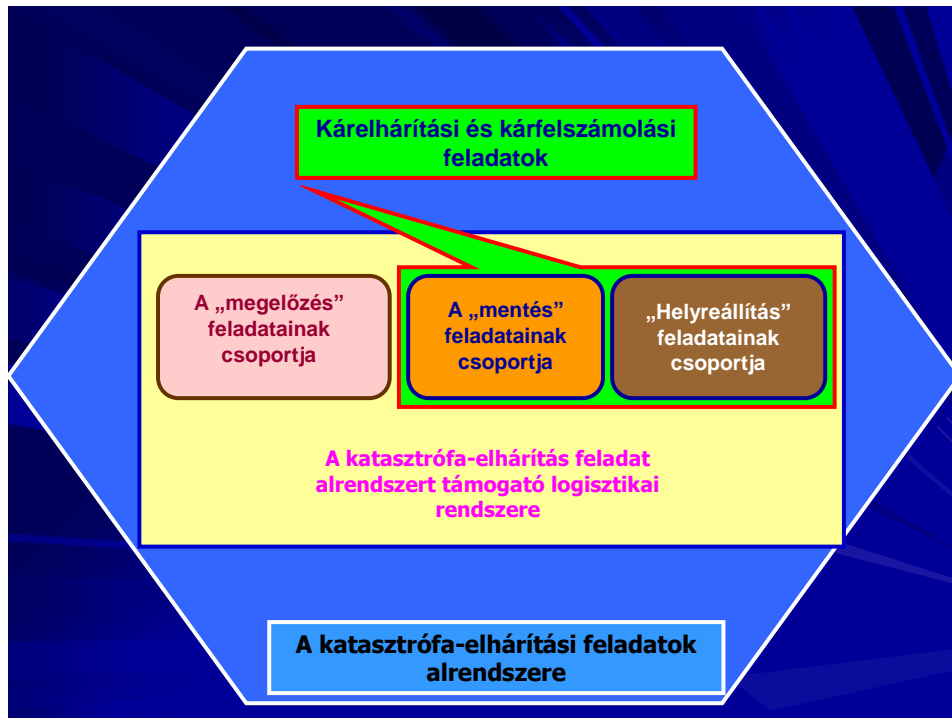 Kárelhárítási és kárfelszámolási
feladatok
A „megelőzés”
feladatainak
csoportja
A „mentés”
feladatainak
csoportja
„Helyreállítás”
feladatainak
csoportja
A katasztrófa-elhárítás feladat
alrendszert támogató logisztikai
rendszere
A katasztrófa-elhárítási feladatok
alrendszere